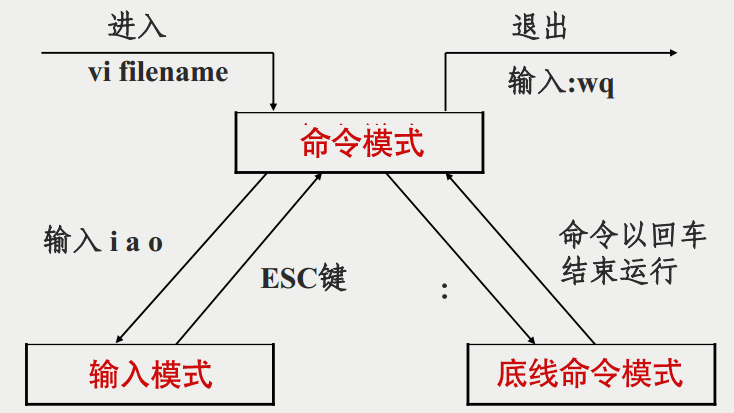 进入
vi filename
退出
输入:wq
命令模式
输入 i a o
ESC键
:
命令以回车
结束运行
输入模式
底线命令模式